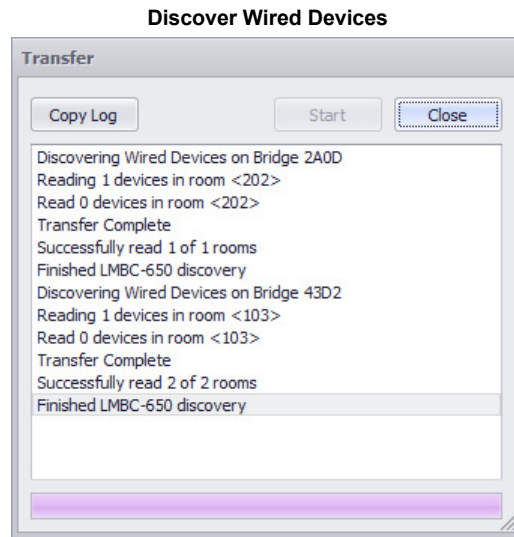 Discover Wired Devices
Transfer
Copy Log Start Close
Discovering Wired Devices on Bridge 2A0D
Reading 1 devices in room <202>
Read 0 devices in room <202>
Transfer Complete
Successfully read 1 of 1 rooms
Finished LMBC-650 discovery
Discovering Wired Devices on Bridge 43D2
Reading 1 devices in room <103>
Read 0 devices in room <103>
Transfer Complete
Successfully read 2 of 2 rooms
Finished LMBC-650 discovery